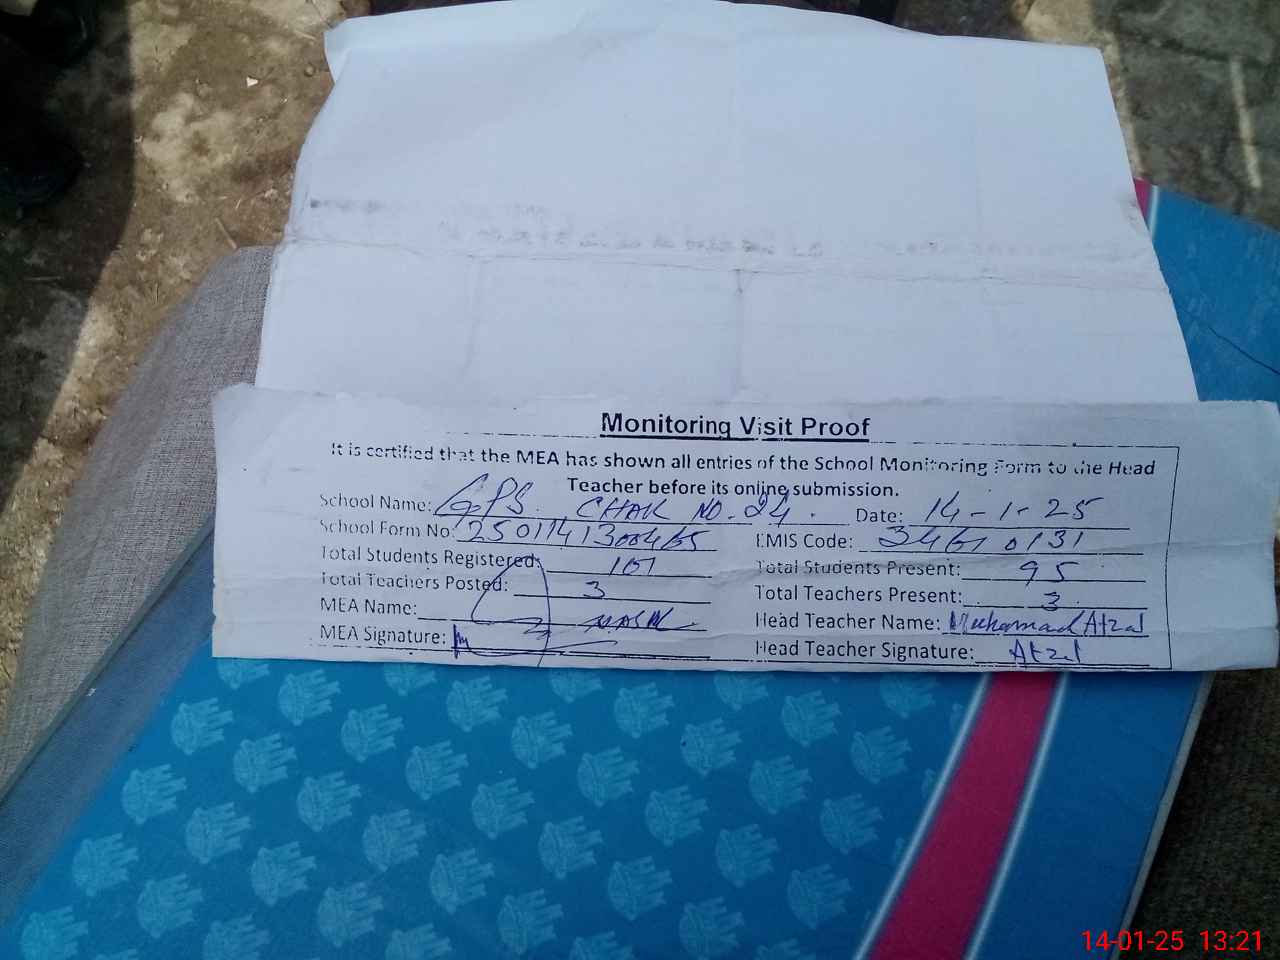 Monitoring Visit Proof
It is certified that the MEA has shown all entries of the School Monitoring Form to the Head
Teacher before its online submission.
School Name: GPS. CHAK NO. 24. Date: 14-1-25
School Form No: 2501141300465 EMIS Code: 34610131
Total Students Registered: 101 Total Students Present: 95
Total Teachers Posted: 3 Total Teachers Present: 3
MEA Name: Head Teacher Name: Muhammad Afzal
MEA Signature: Head Teacher Signature: Afzal
14-01-25 13:21